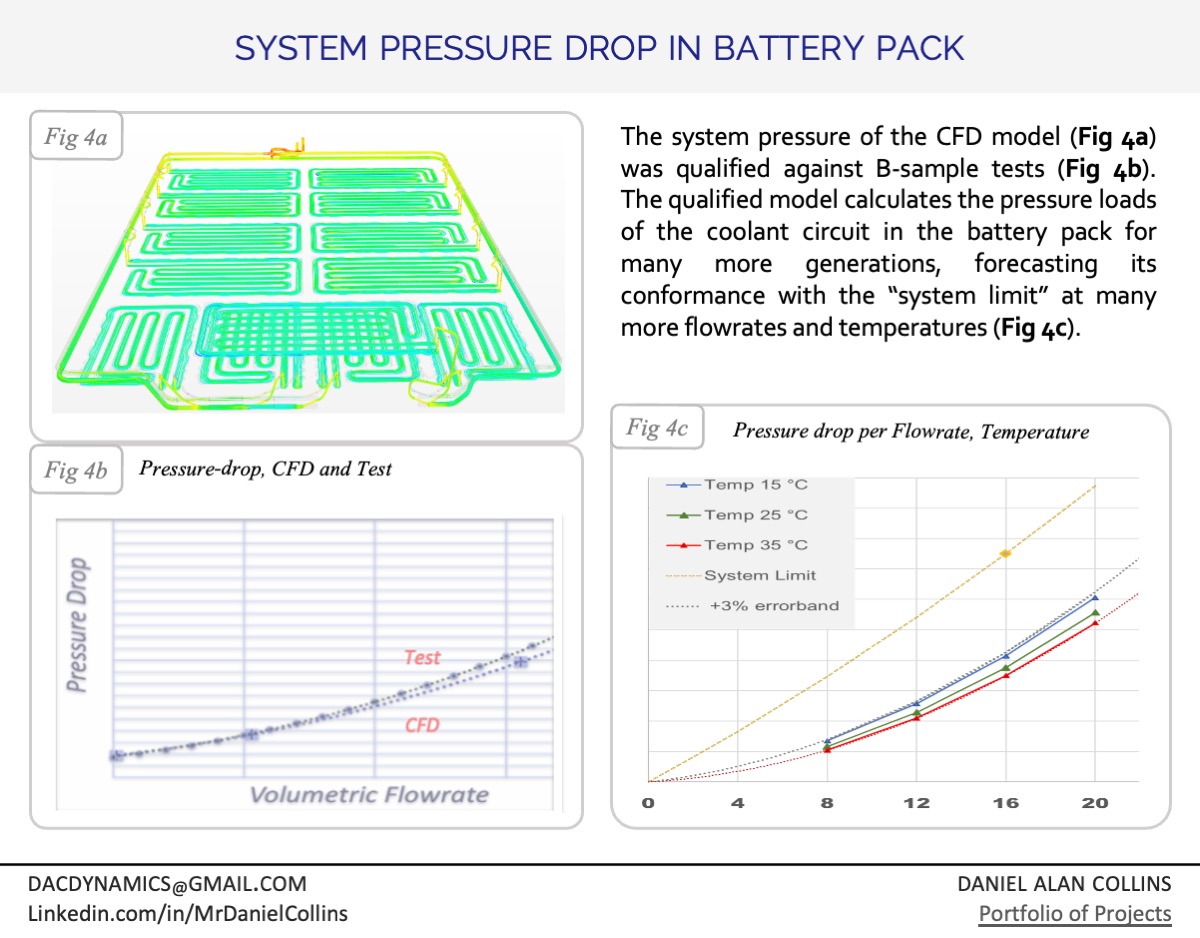 SYSTEM PRESSURE DROP IN BATTERY PACK
Fig 4a
The system pressure of the CFD model (Fig 4a)
was qualified against B-sample tests (Fig 4b).
The qualified model calculates the pressure loads
of the coolant circuit in the battery pack for
many more generations, forecasting its
conformance with the “system limit” at many
more flowrates and temperatures (Fig 4c).
Fig 4b
Pressure-drop, CFD and Test
Pressure Drop
Test
CFD
Volumetric Flowrate
Fig 4c
Pressure drop per Flowrate, Temperature
Temp 15 °C
Temp 25 °C
Temp 35 °C
System Limit
+3% errorband
0 4 8 12 16 20
DACDYNAMICS@GMAIL.COM
Linkedin.com/in/MrDanielCollins
DANIEL ALAN COLLINS
Portfolio of Projects